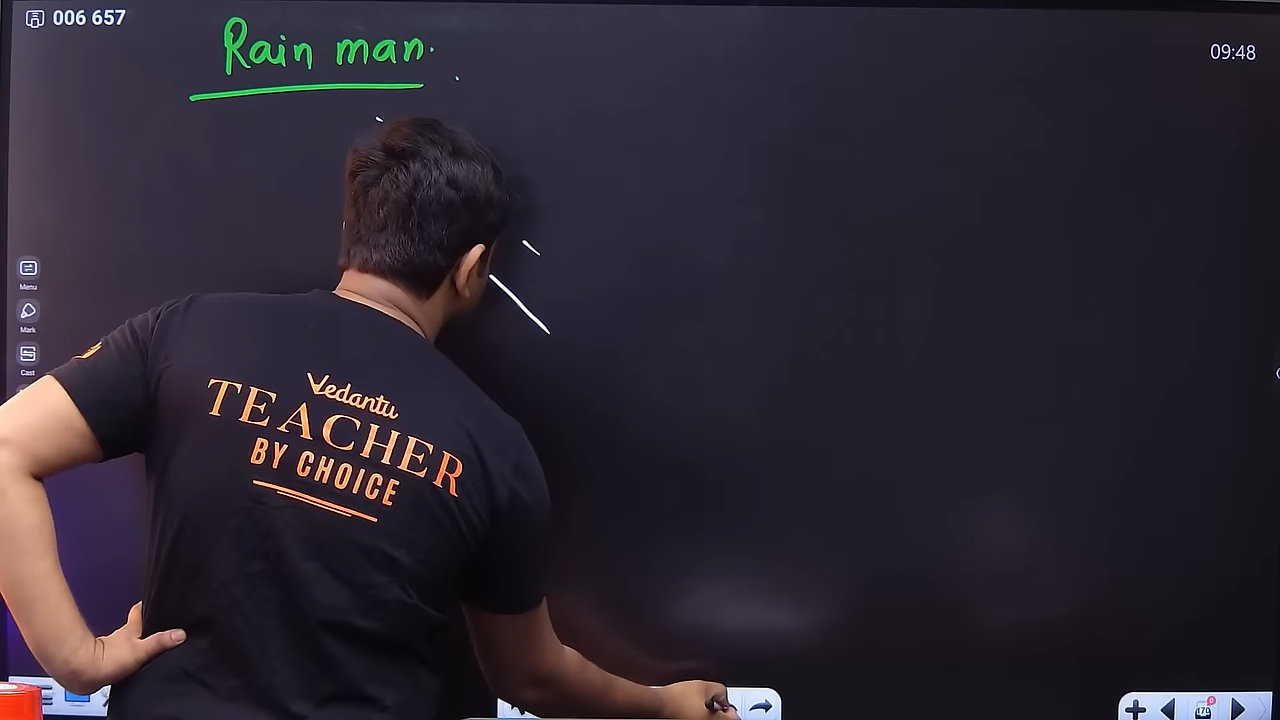 006 657
Rain man.
09:48
Menu
Mark
Cast
Vedantu
TEACHER
BY CHOICE